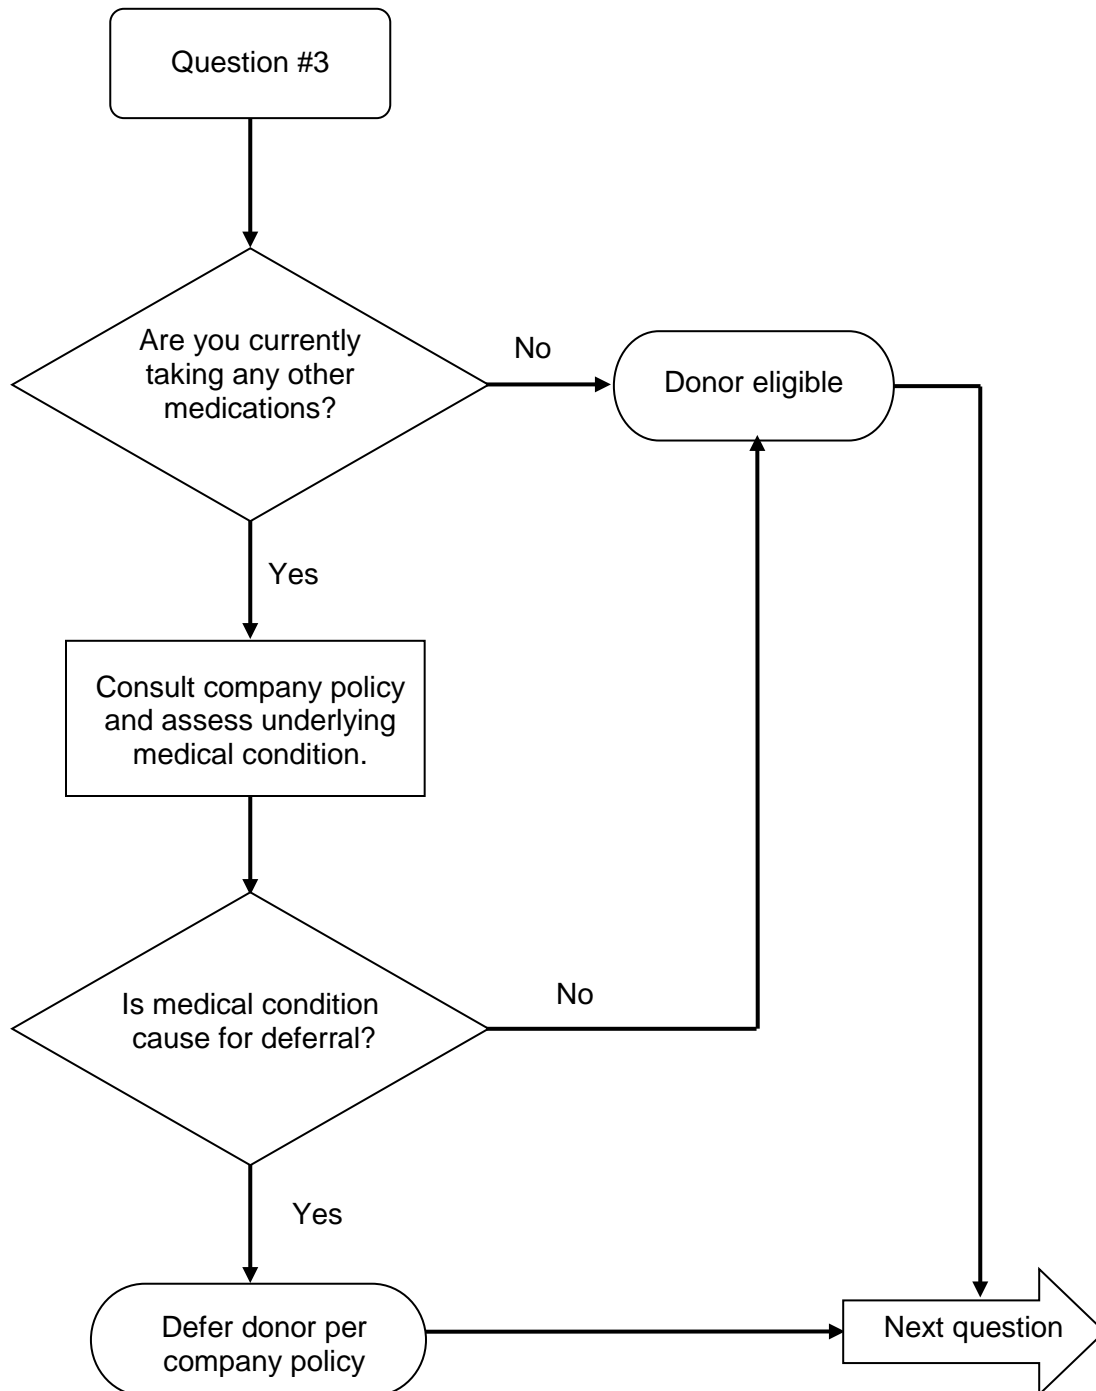 Question #3
Are you currently
taking any other
medications?
No
Donor eligible
Yes
Consult company policy
and assess underlying
medical condition.
Is medical condition
cause for deferral?
No
Yes
Defer donor per
company policy
Next question